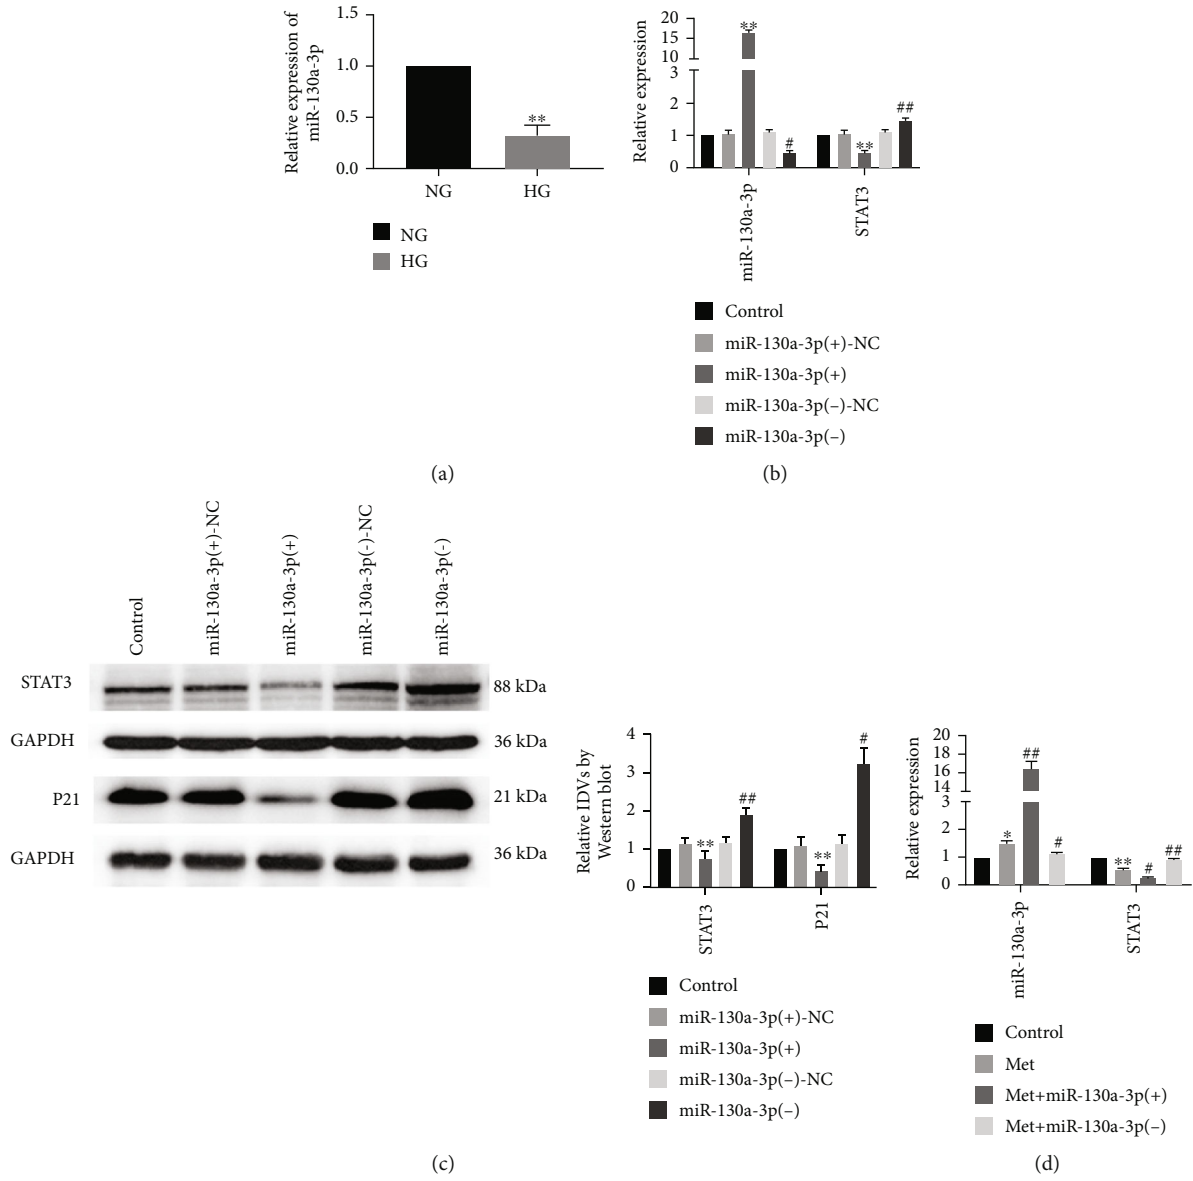 Relative expression of
miR-130a-3p
1.5
1.0
0.5
0.0
**
NG
HG
NG
HG
(a)
Relative expression
20
15
10
3
2
1
0
**
#
**
##
miR-130a-3p
STAT3
Control
miR-130a-3p(+)-NC
miR-130a-3p(+)
miR-130a-3p(–)-NC
miR-130a-3p(–)
(b)
Control
miR-130a-3p(+)-NC
miR-130a-3p(+)
miR-130a-3p(-)-NC
miR-130a-3p(-)
STAT3
88 kDa
GAPDH
36 kDa
P21
21 kDa
GAPDH
36 kDa
Relative IDVs by
Western blot
4
3
2
1
0
**
##
**
#
STAT3
P21
Control
miR-130a-3p(+)-NC
miR-130a-3p(+)
miR-130a-3p(–)-NC
miR-130a-3p(–)
(c)
Relative expression
20
18
16
14
3
2
1
0
*
##
#
**
#
##
miR-130a-3p
STAT3
Control
Met
Met+miR-130a-3p(+)
Met+miR-130a-3p(–)
(d)